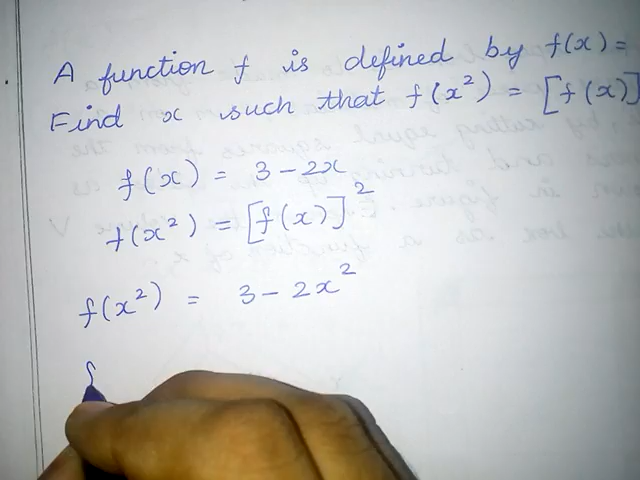 A function f is defined by f(x) =
Find x such that f(x²) = [f(x)]
f(x) = 3 - 2x
f(x²) = [f(x)]²
f(x²) = 3 - 2x²